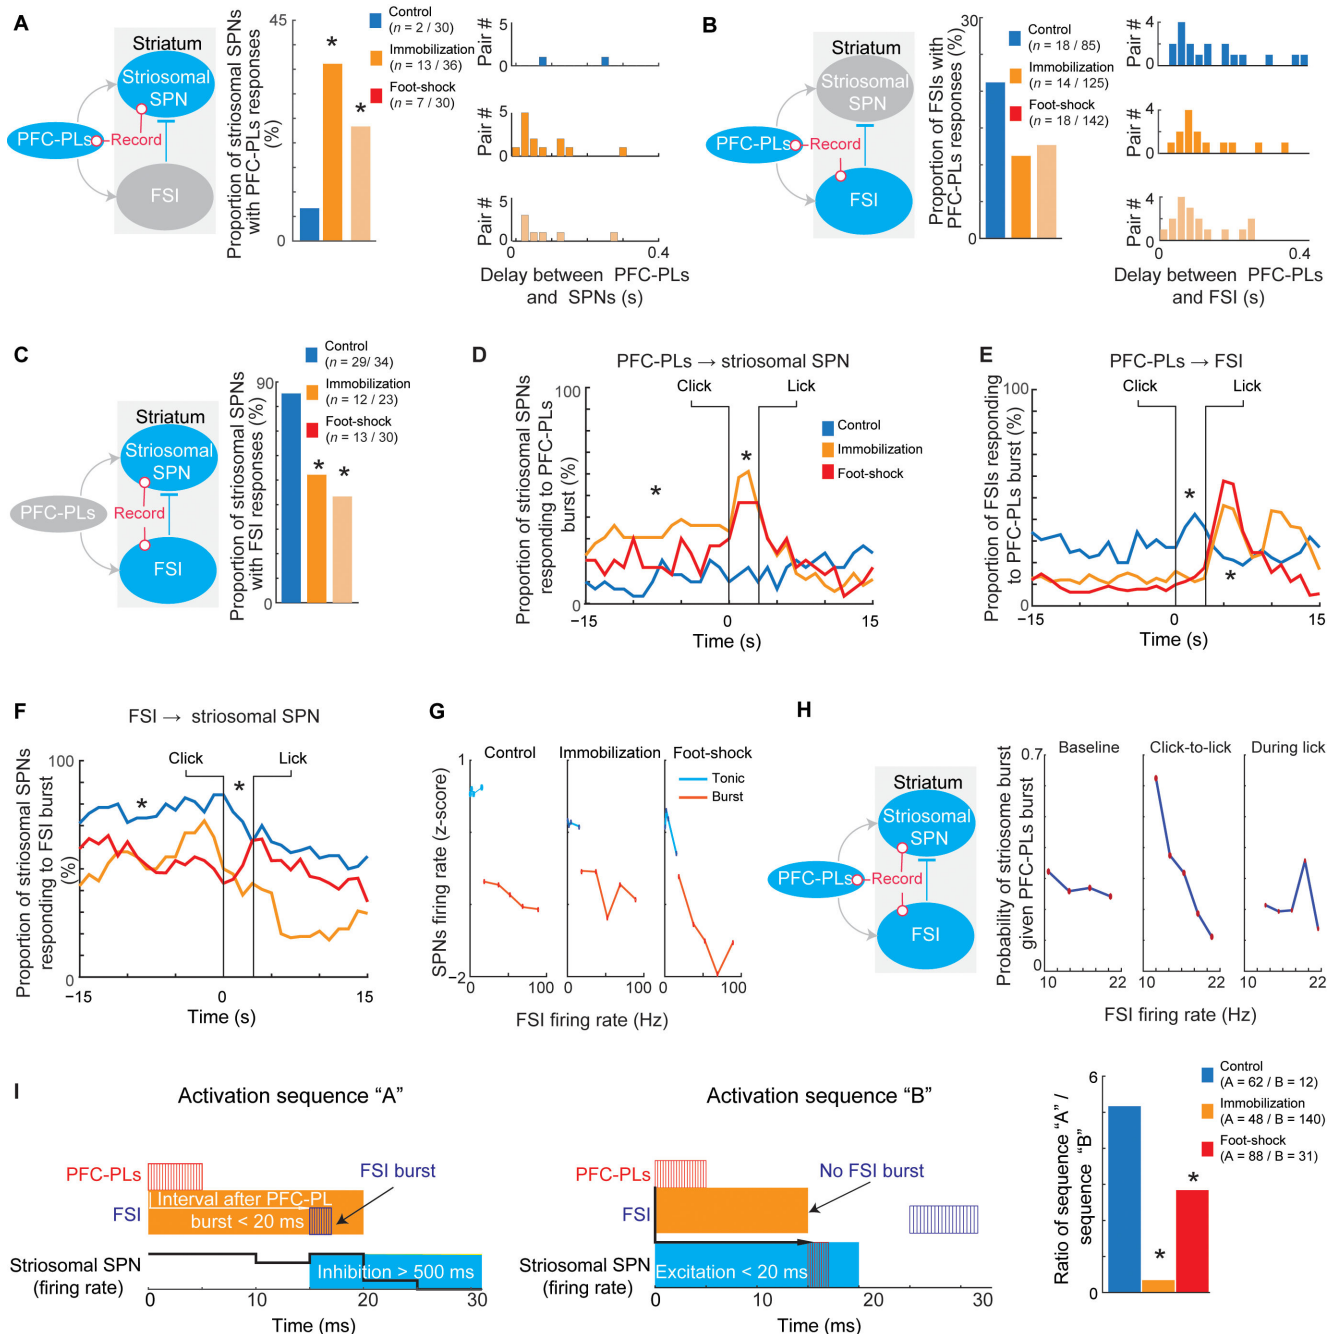 A
Striatum
Striosomal
SPN
PFC-PLs
Record
FSI
Proportion of striosomal SPNs
with PFC-PLs responses
(%)
45
0
Control
(n = 2 / 30)
Immobilization
(n = 13 / 36)
Foot-shock
(n = 7 / 30)
*
*
Pair #
5
0
Pair #
5
0
Pair #
5
0
0
0.4
Delay between PFC-PLs
and SPNs (s)
B
Striatum
Striosomal
SPN
PFC-PLs
Record
FSI
Proportion of FSIs with
PFC-PLs responses (%)
30
0
Control
(n = 18 / 85)
Immobilization
(n = 14 / 125)
Foot-shock
(n = 18 / 142)
Pair #
4
0
Pair #
4
0
Pair #
4
0
0
0.4
Delay between PFC-PLs
and FSI (s)
C
Striatum
Striosomal
SPN
PFC-PLs
Record
FSI
Proportion of striosomal SPNs
with FSI responses (%)
90
0
Control
(n = 29/ 34)
Immobilization
(n = 12 / 23)
Foot-shock
(n = 13 / 30)
*
*
D
PFC-PLs → striosomal SPN
Proportion of striosomal SPNs
responding to PFC-PLs
burst (%)
100
0
Click
Lick
Control
Immobilization
Foot-shock
*
*
−15
0
15
Time (s)
E
PFC-PLs → FSI
Proportion of FSIs responding
to PFC-PLs burst (%)
100
0
Click
Lick
*
*
−15
0
15
Time (s)
F
FSI → striosomal SPN
Proportion of striosomal SPNs
responding to FSI burst
(%)
100
0
Click
Lick
*
*
−15
0
15
Time (s)
G
Control
Immobilization
Foot-shock
SPNs firing rate (z-score)
1
−2
Tonic
Burst
0
100
0
100
0
100
FSI firing rate (Hz)
H
Striatum
Striosomal
SPN
PFC-PLs
Record
FSI
Probability of striosome burst
given PFC-PLs burst
0.7
0
Baseline
Click-to-lick
During lick
10
22
10
22
10
22
FSI firing rate (Hz)
I
Activation sequence “A”
PFC-PLs
FSI
FSI burst
Interval after PFC-PL
burst < 20 ms
Striosomal SPN
(firing rate)
Inhibition > 500 ms
0
10
20
30
Time (ms)
Activation sequence “B”
PFC-PLs
FSI
No FSI burst
Striosomal SPN
(firing rate)
Excitation < 20 ms
0
10
20
30
Time (ms)
Ratio of sequence “A” /
sequence “B”
6
0
Control
(A = 62 / B = 12)
Immobilization
(A = 48 / B = 140)
Foot-shock
(A = 88 / B = 31)
*
*